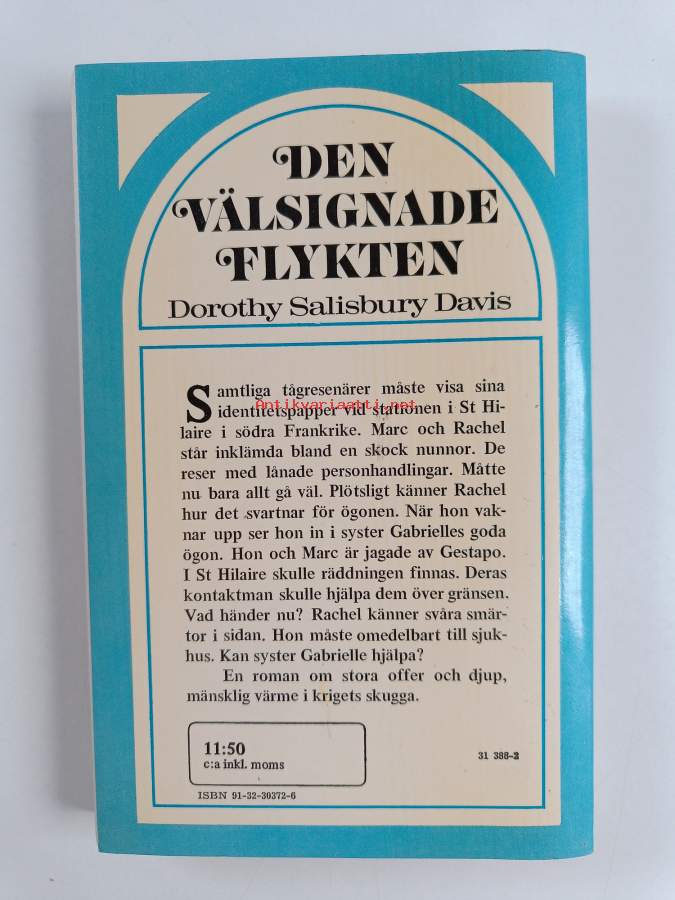 DEN
VÄLSIGNADE
FLYKTEN
Dorothy Salisbury Davis
Samtliga tågresenärer måste visa sina
identitetspapper vid stationen i St Hi-
Antikvariaatti.net
laire i södra Frankrike. Marc och Rachel
står inklämda bland en skock nunnor. De
reser med lånade personhandlingar. Måtte
nu bara allt gå väl. Plötsligt känner Rachel
hur det svartnar för ögonen. När hon vak-
nar upp ser hon in i syster Gabrielles goda
ögon. Hon och Marc är jagade av Gestapo.
I St Hilaire skulle räddningen finnas. Deras
kontaktman skulle hjälpa dem över gränsen.
Vad händer nu? Rachel känner svåra smär-
tor i sidan. Hon måste omedelbart till sjuk-
hus. Kan syster Gabrielle hjälpa?
En roman om stora offer och djup,
mänsklig värme i krigets skugga.
11:50
c:a inkl. moms
31 388-2
ISBN 91-32-30372-6